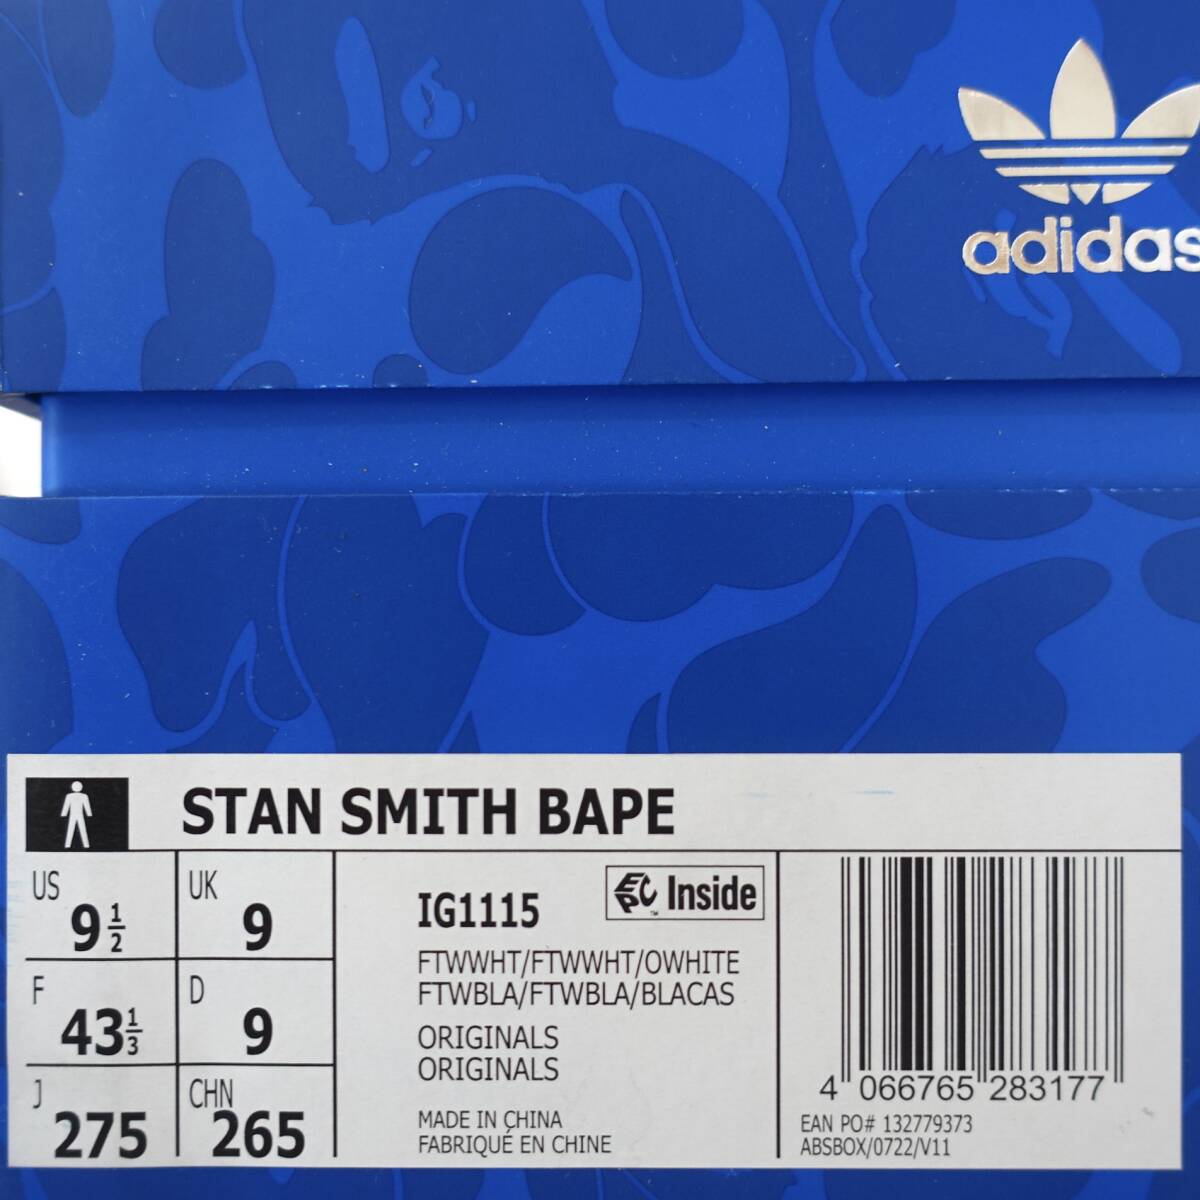 adidas
STAN SMITH BAPE
US 9 1/2
UK 9
F 43 1/3
D 9
J 275
CHN 265
IG1115
EPC Inside
™
FTWWHT/FTWWHT/OWHITE
FTWBLA/FTWBLA/BLACAS
ORIGINALS
ORIGINALS
MADE IN CHINA
FABRIQUÉ EN CHINE
4 066765 283177
EAN PO# 132779373
ABSBOX/0722/V11